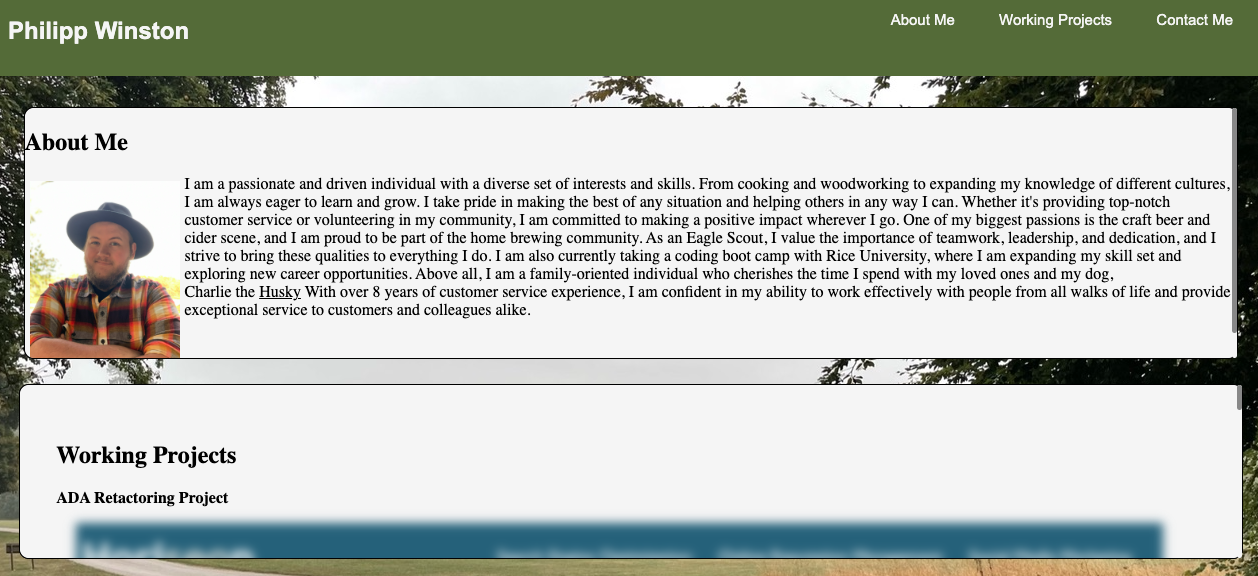 Philipp Winston
About Me
Working Projects
Contact Me
About Me
I am a passionate and driven individual with a diverse set of interests and skills. From cooking and woodworking to expanding my knowledge of different cultures,
I am always eager to learn and grow. I take pride in making the best of any situation and helping others in any way I can. Whether it's providing top-notch
customer service or volunteering in my community, I am committed to making a positive impact wherever I go. One of my biggest passions is the craft beer and
cider scene, and I am proud to be part of the home brewing community. As an Eagle Scout, I value the importance of teamwork, leadership, and dedication, and I
strive to bring these qualities to everything I do. I am also currently taking a coding boot camp with Rice University, where I am expanding my skill set and
exploring new career opportunities. Above all, I am a family-oriented individual who cherishes the time I spend with my loved ones and my dog,
Charlie the Husky With over 8 years of customer service experience, I am confident in my ability to work effectively with people from all walks of life and provide
exceptional service to customers and colleagues alike.
Working Projects
ADA Retactoring Project